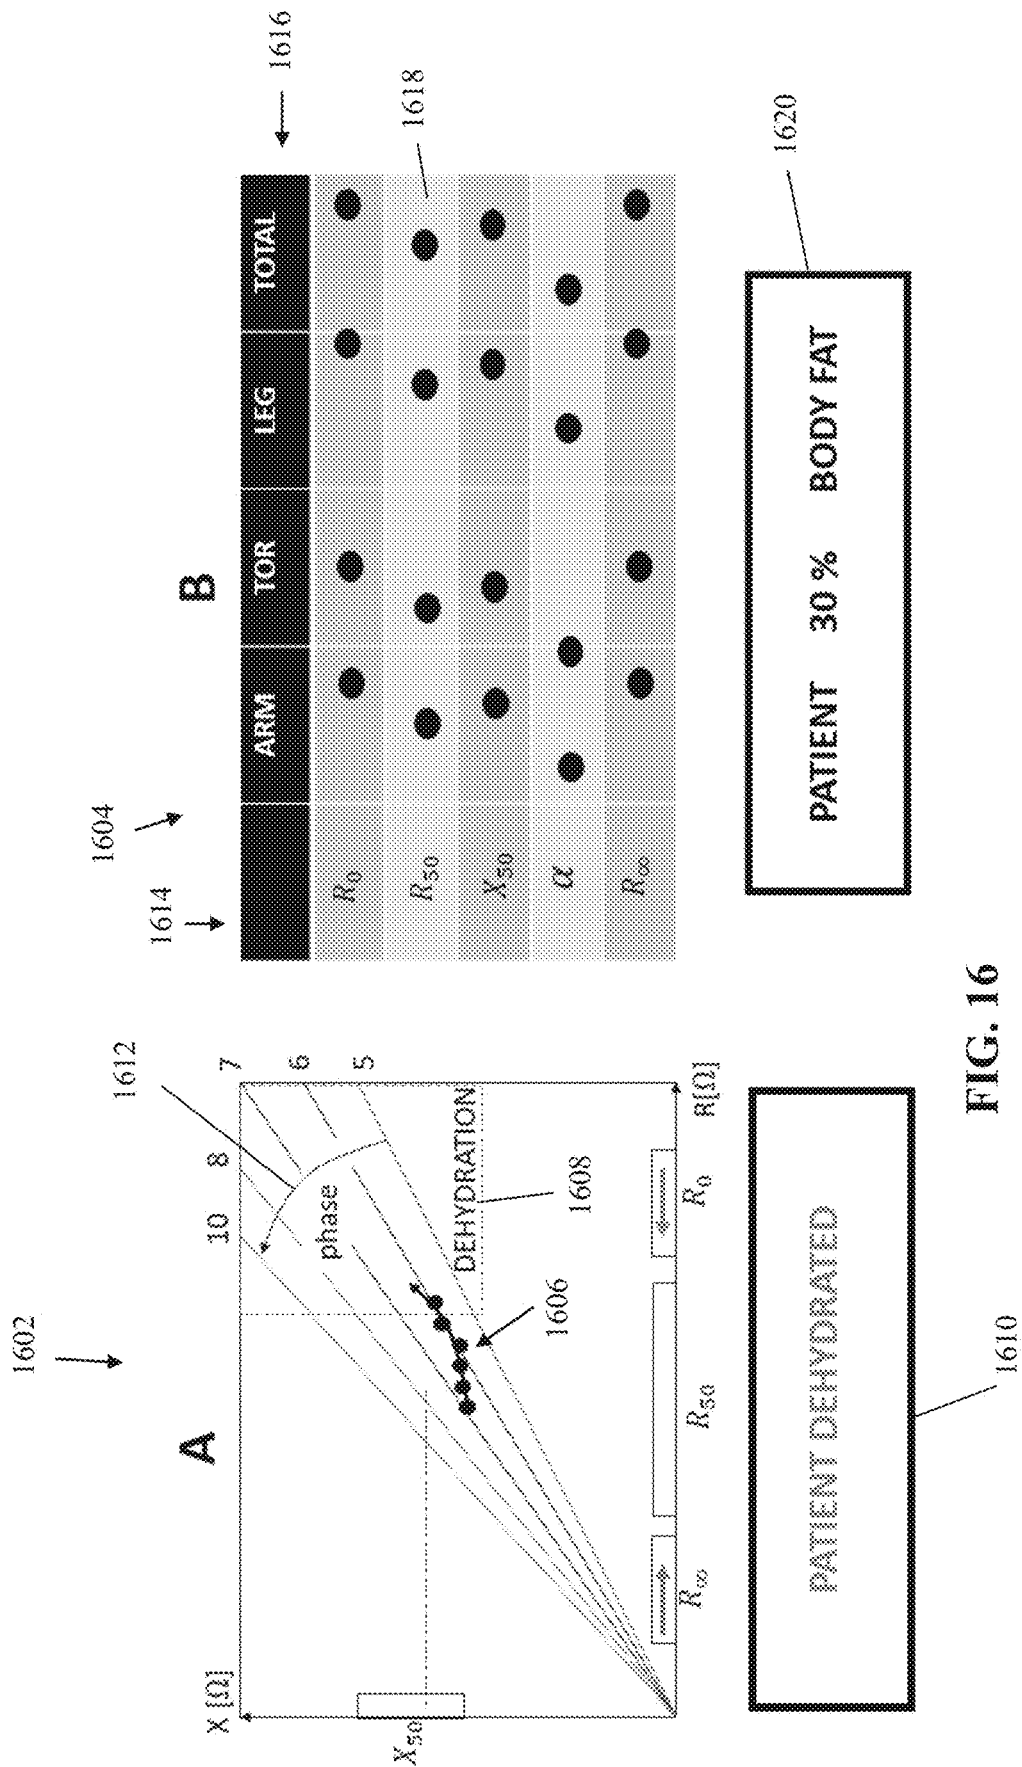 1602
A
X [Ω]
10
8
7
6
5
1612
phase
DEHYDRATION
1608
1606
X₅₀
R∞
R₅₀
R₀
R[Ω]
PATIENT DEHYDRATED
1610
1604
B
1614
1616
ARM TOR LEG TOTAL
R₀
R₅₀
1618
X₅₀
α
R∞
PATIENT 30 % BODY FAT
1620
FIG. 16